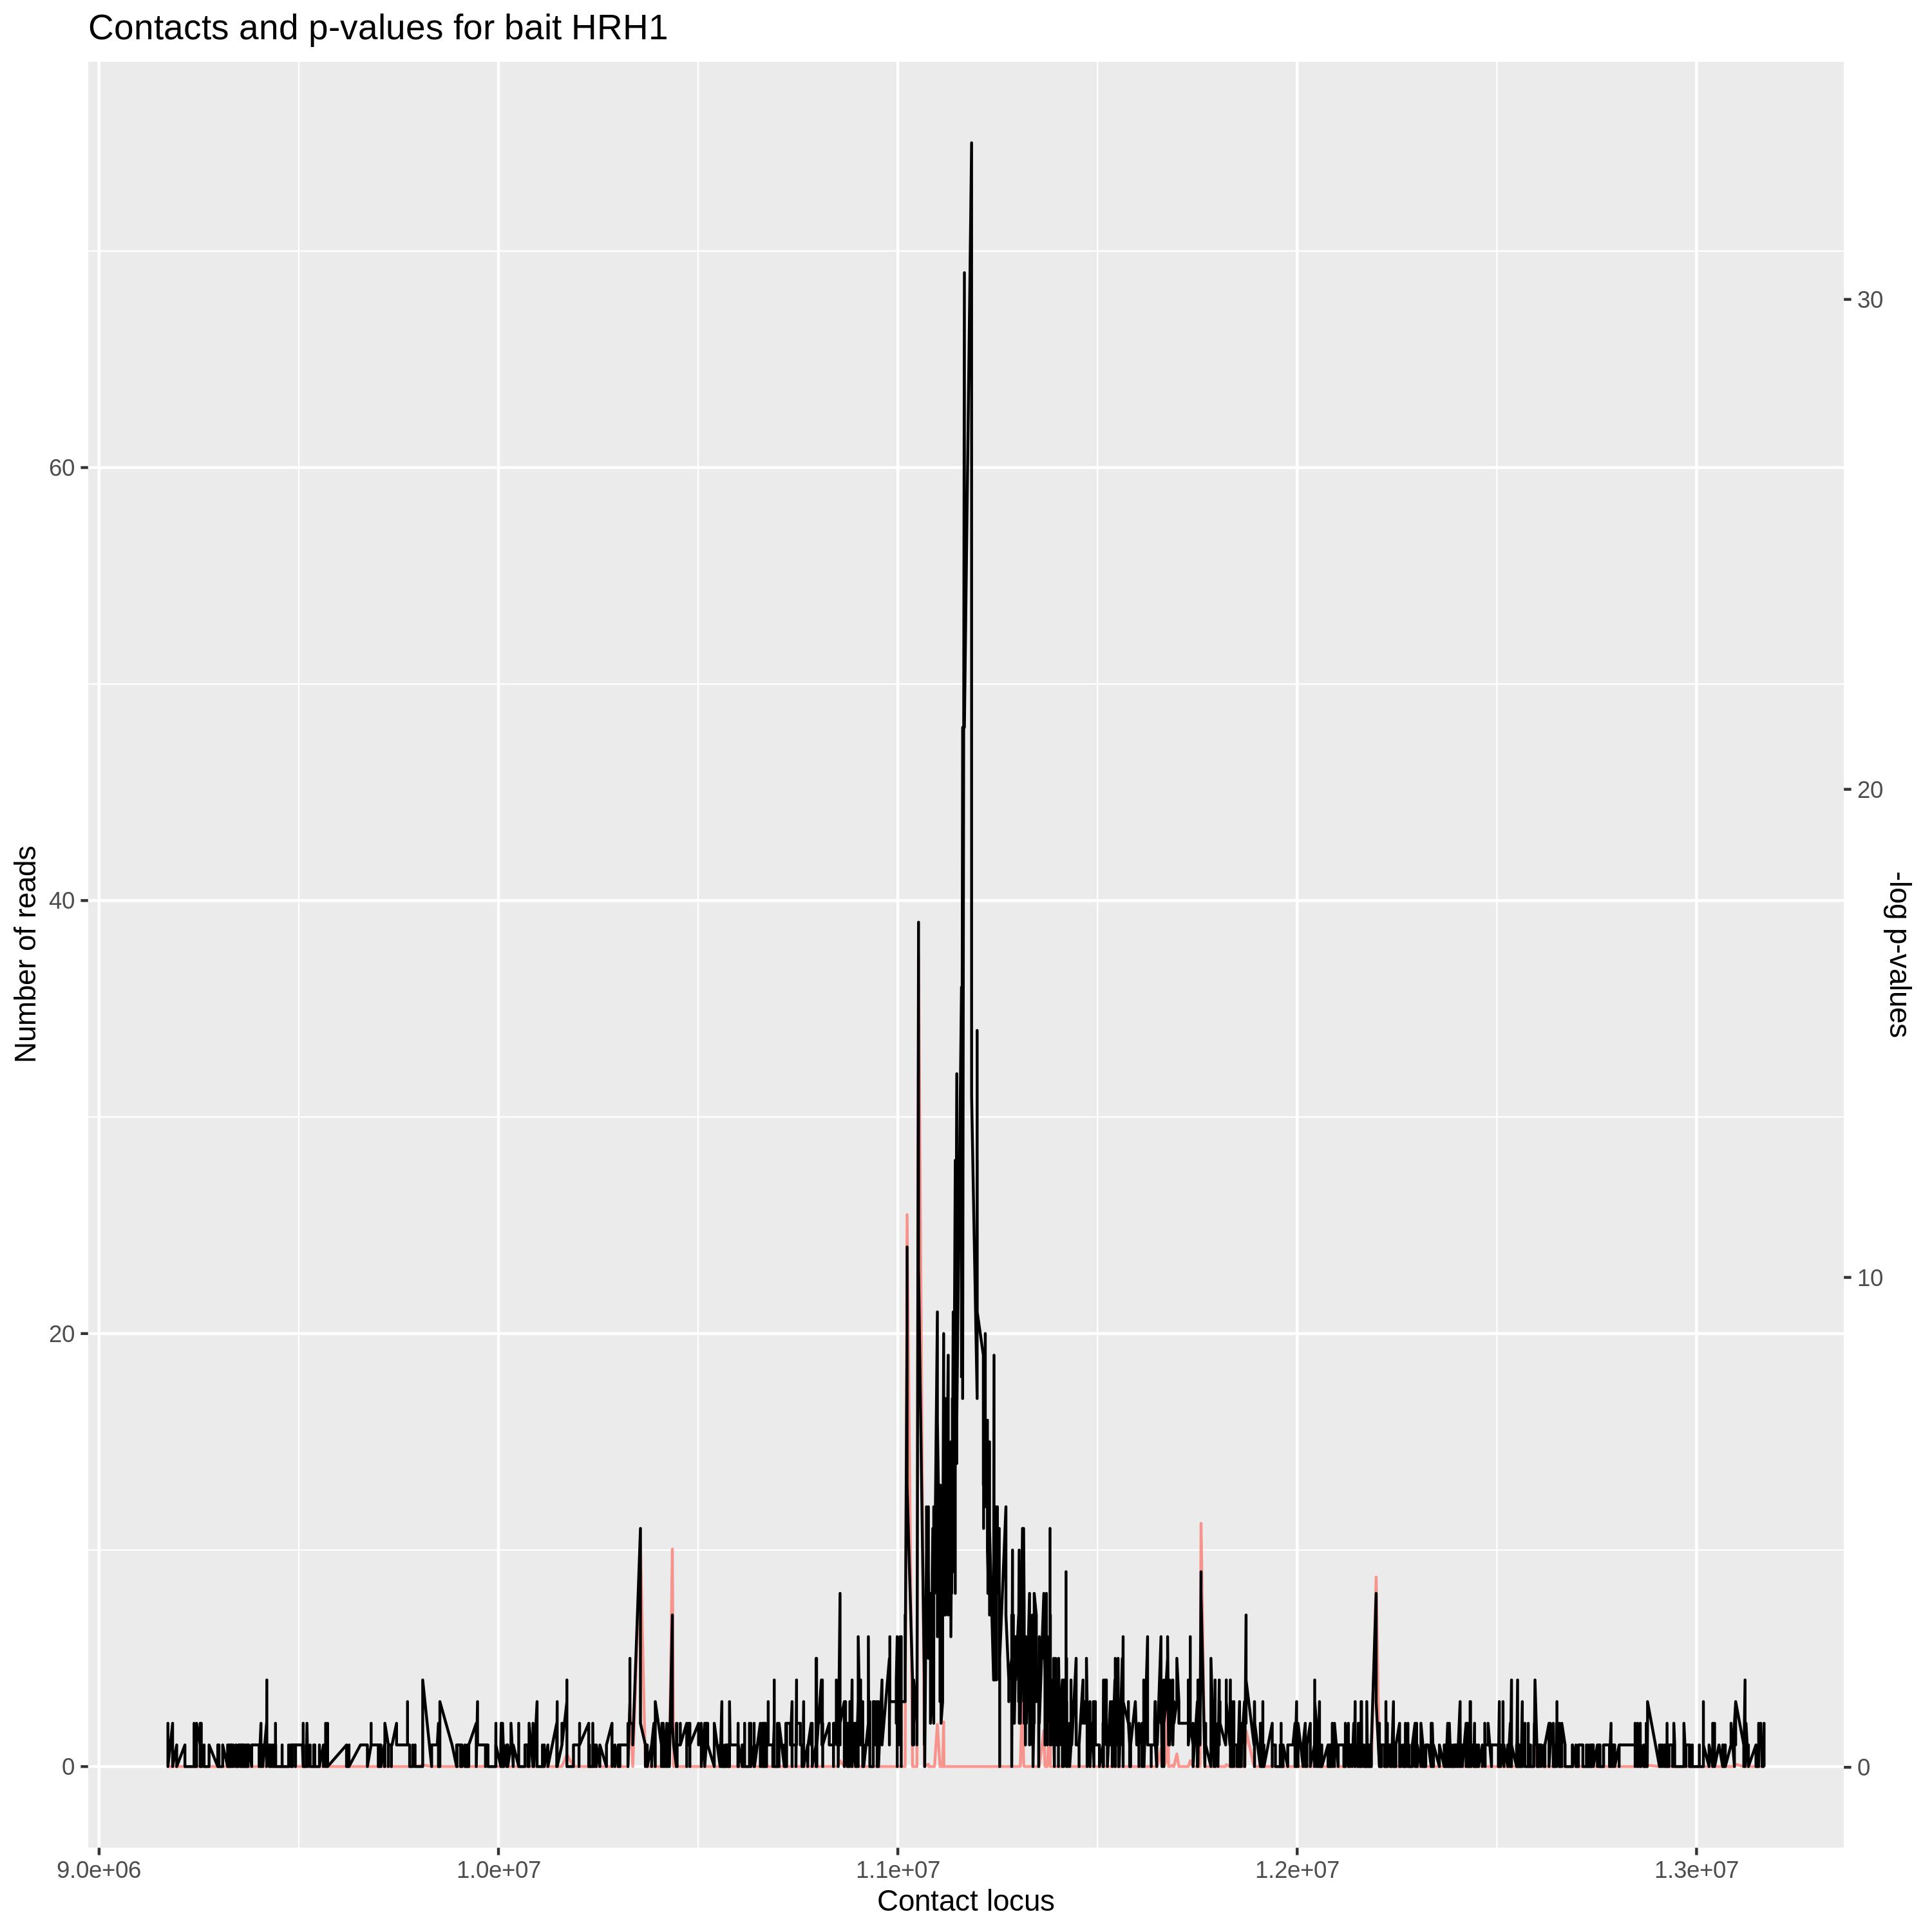 Contacts and p-values for bait HRH1
60
40
20
0
Number of reads
30
20
10
0
-log p-values
9.0e+06
1.0e+07
1.1e+07
1.2e+07
1.3e+07
Contact locus